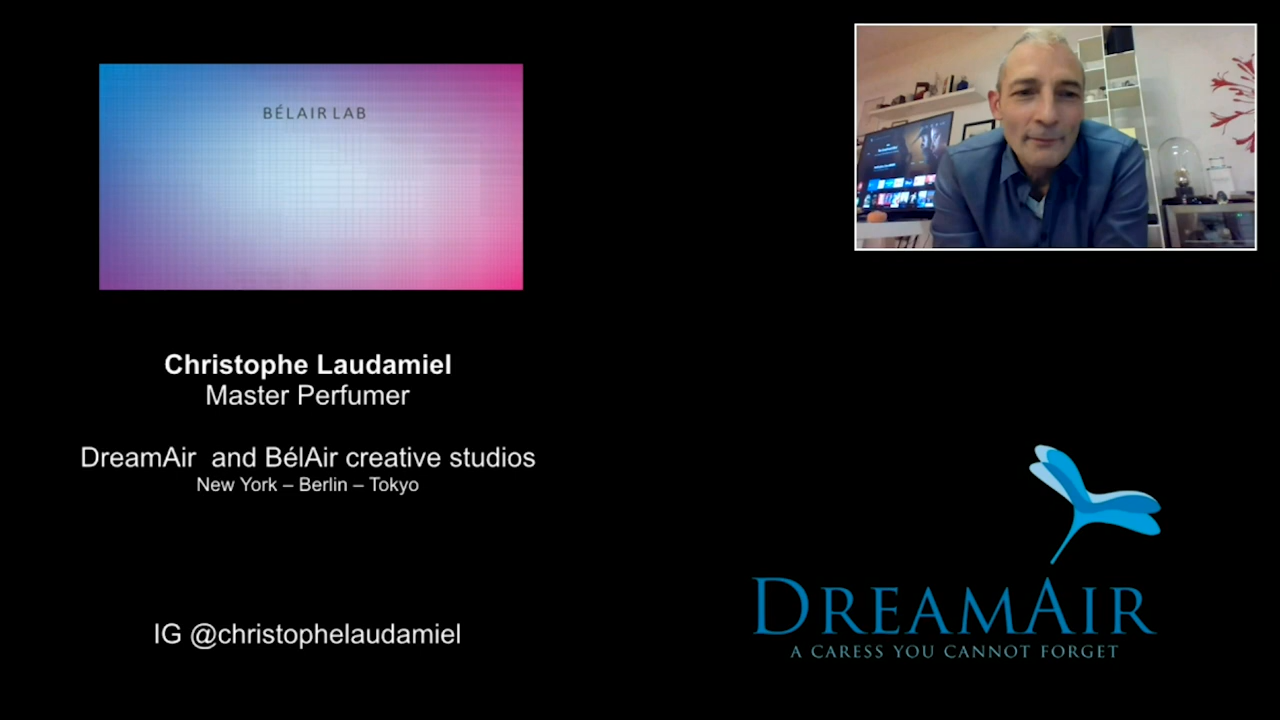 BÉLAIR LAB
Christophe Laudamiel
Master Perfumer
DreamAir and BélAir creative studios
New York – Berlin – Tokyo
IG @christophelaudamiel
DREAMAIR
A CARESS YOU CANNOT FORGET